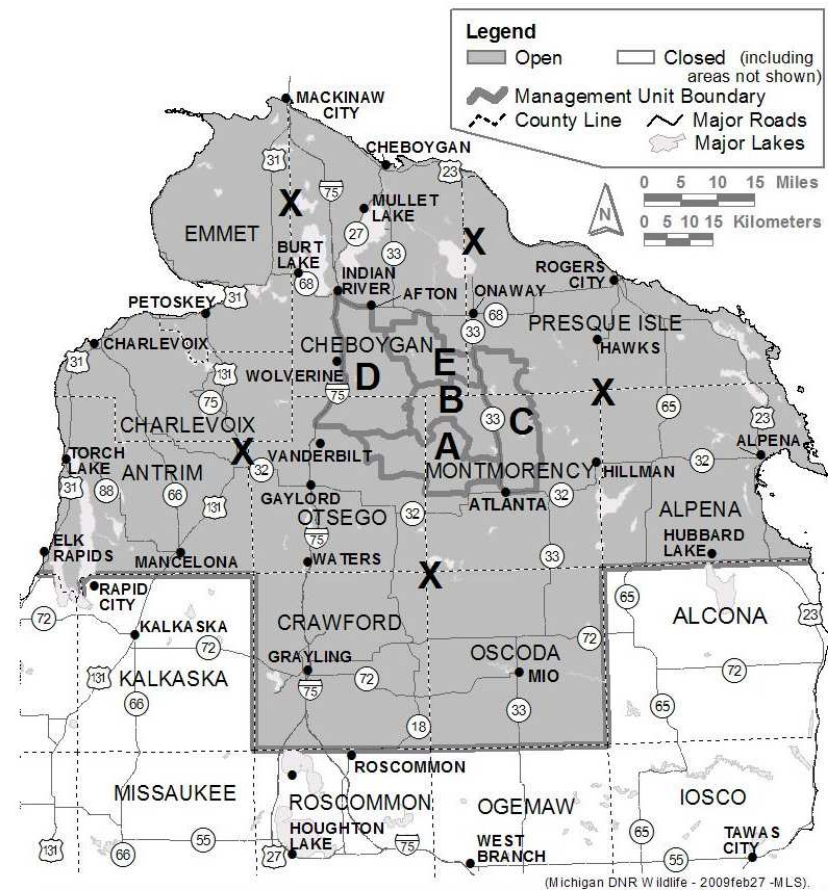 Legend
Open
Closed (including
areas not shown)
Management Unit Boundary
County Line
Major Roads
Major Lakes
0 5 10 15 Miles
0 5 10 15 Kilometers
N
MACKINAW
CITY
CHEBOYGAN
31
75
23
MULLET
LAKE
X
27
33
X
EMMET
BURT
LAKE
INDIAN
RIVER
68
AFTON
ONAWAY
68
33
ROGERS
CITY
PETOSKEY
31
PRESQUE ISLE
HAWKS
CHARLEVOIX
31
CHEBOYGAN
WOLVERINE
D
E
131
75
75
B
X
65
33
C
23
CHARLEVOIX
A
ALPENA
X
VANDERBILT
TORCH
LAKE
ANTRIM
32
MONTMORENCY
HILLMAN
32
31
88
66
131
GAYLORD
ATLANTA
32
OTSEGO
32
ALPENA
ELK
RAPIDS
MANCELONA
75
WATERS
33
HUBBARD
LAKE
X
RAPID
CITY
65
72
KALKASKA
72
CRAWFORD
72
ALCONA
23
OSCODA
GRAYLING
72
MIO
72
131
KALKASKA
66
75
33
65
18
ROSCOMMON
MISSAUKEE
ROSCOMMON
OGEMAW
IOSCO
65
HOUGHTON
LAKE
131
66
55
27
75
WEST
BRANCH
55
TAWAS
CITY
(Michigan DNR Wildlife - 2009feb27 -MLS).